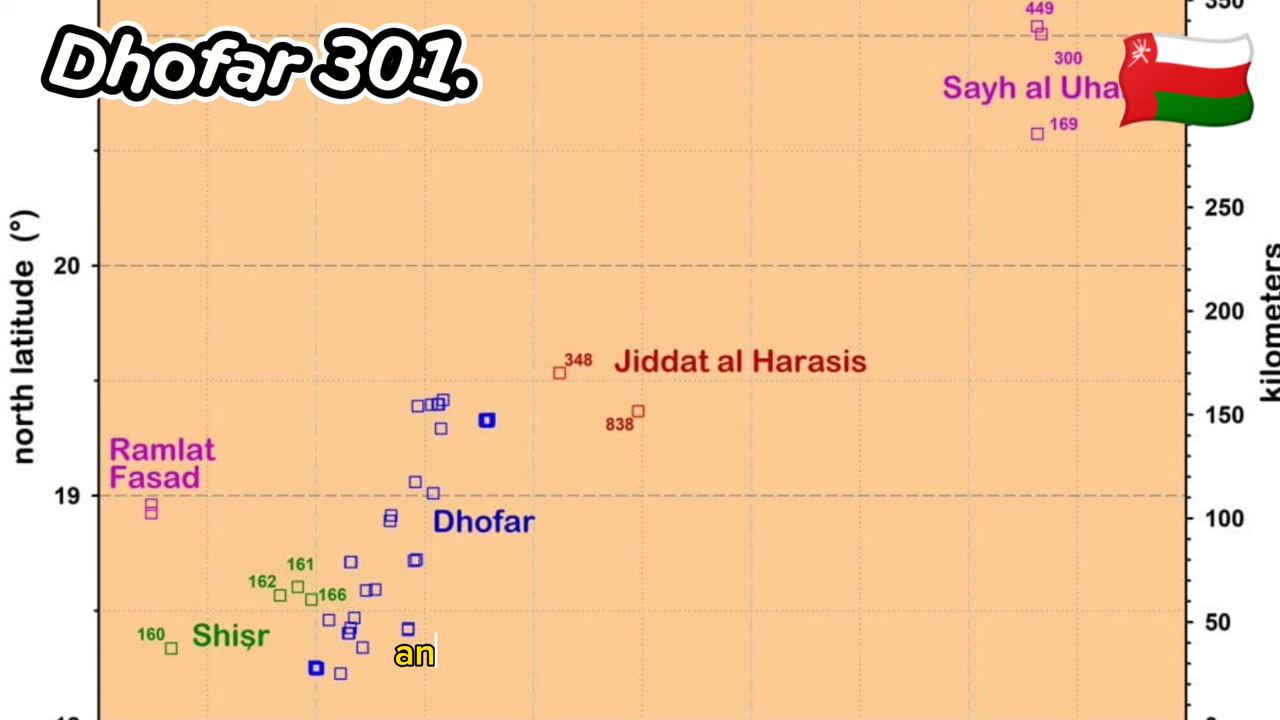 Dhofar 301.
449
350
300
Sayh al Uha
169
north latitude (°)
250
kilometers
20
200
348
Jiddat al Harasis
838
150
Ramlat
Fasad
19
Dhofar
100
161
162
166
160
Shişr
50
an